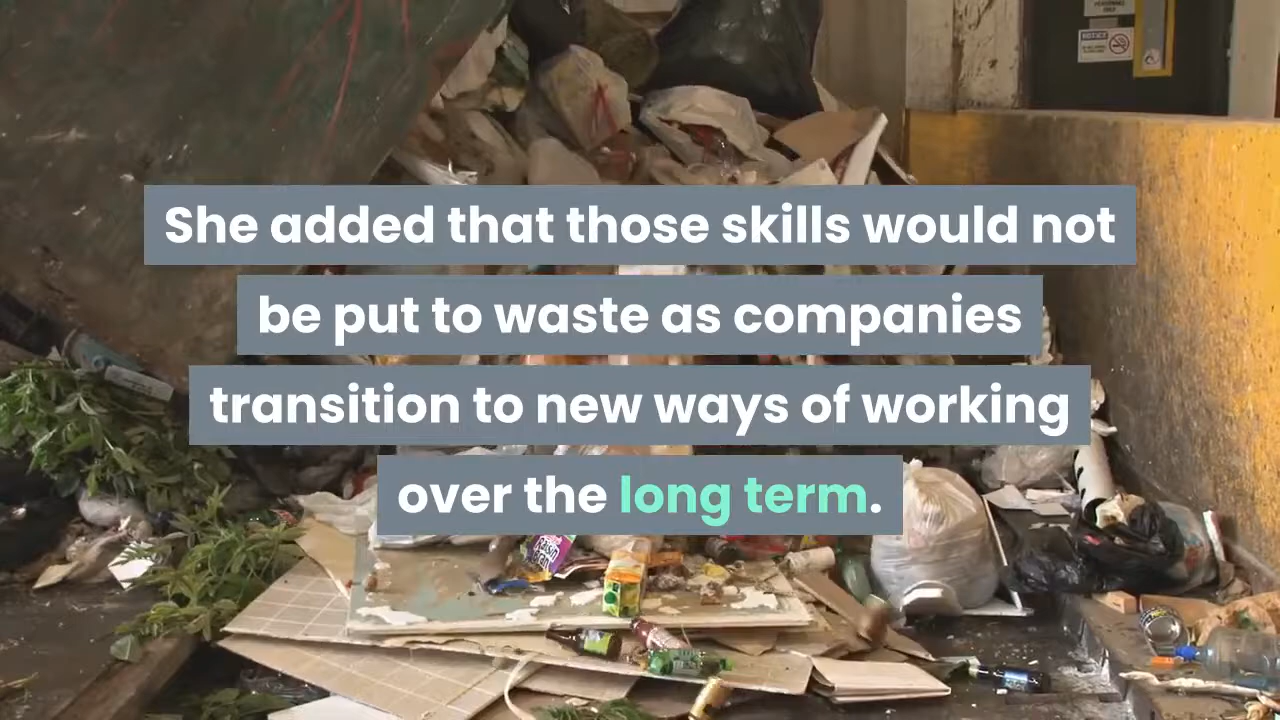 NOTICE
She added that those skills would not
be put to waste as companies
transition to new ways of working
over the long term.